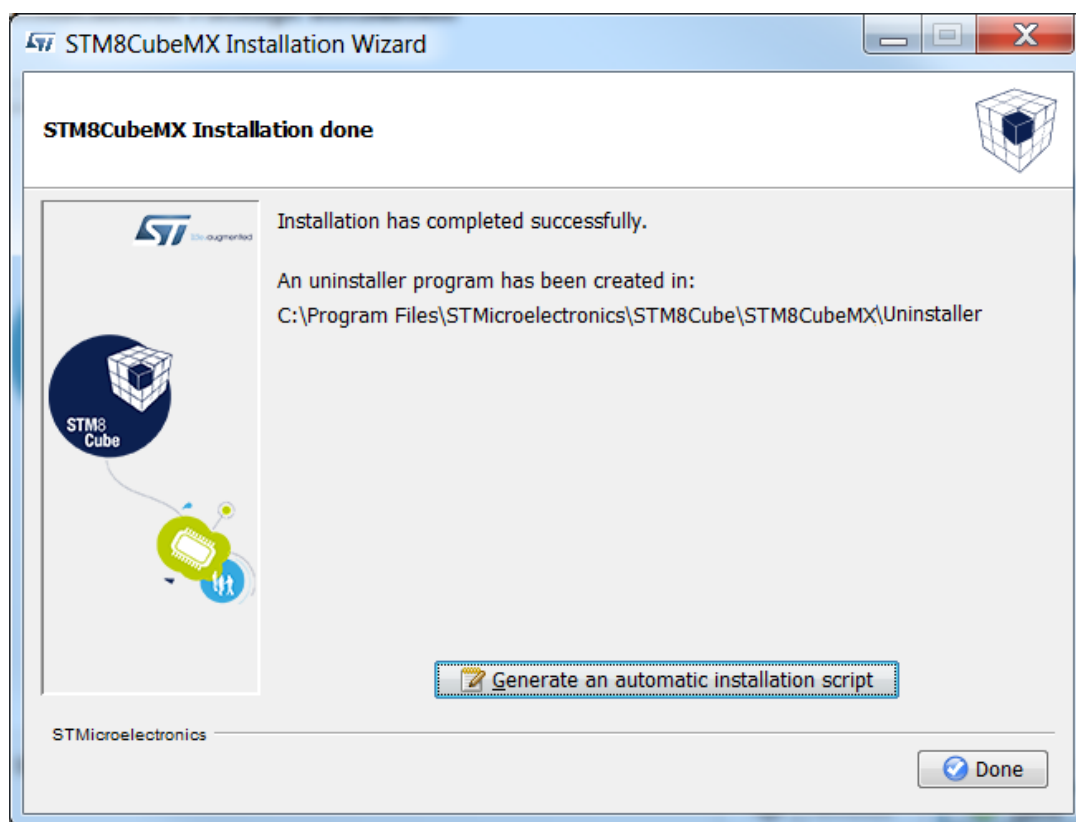 STM8CubeMX Installation Wizard
STM8CubeMX Installation done
ST
Installation has completed successfully.
An uninstaller program has been created in:
C:\Program Files\STMicroelectronics\STM8Cube\STM8CubeMX\Uninstaller
STM8
Cube
Generate an automatic installation script
STMicroelectronics
Done